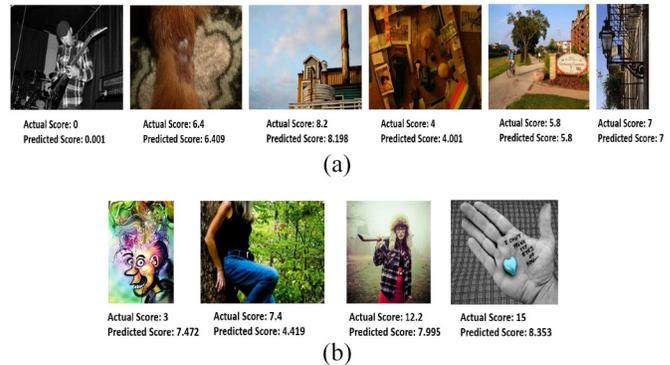 Actual Score: 0
Predicted Score: 0.001
Actual Score: 6.4
Predicted Score: 6.409
Actual Score: 8.2
Predicted Score: 8.198
Actual Score: 4
Predicted Score: 4.001
Actual Score: 5.8
Predicted Score: 5.8
Actual Score: 7
Predicted Score: 7
(a)
I CAN'T
Actual Score: 3
Predicted Score: 7.472
Actual Score: 7.4
Predicted Score: 4.419
Actual Score: 12.2
Predicted Score: 7.995
Actual Score: 15
Predicted Score: 8.353
(b)